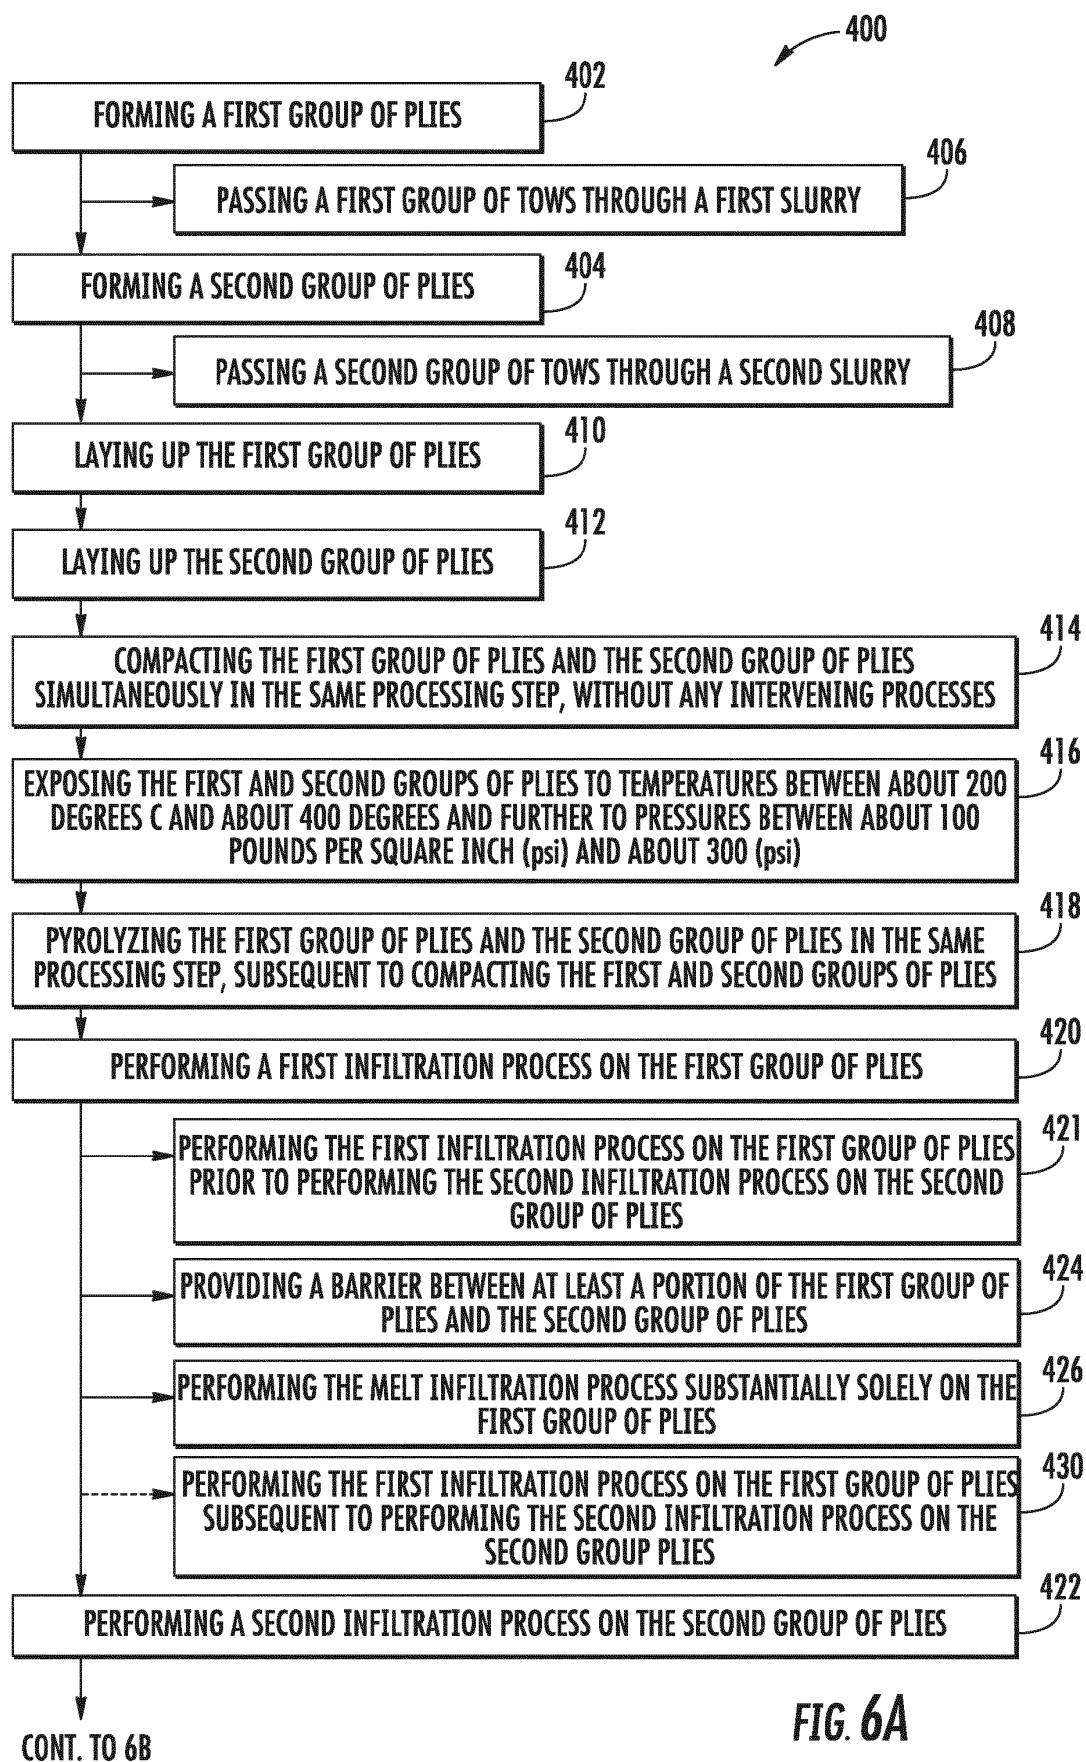 400
402
FORMING A FIRST GROUP OF PLIES
406
PASSING A FIRST GROUP OF TOWS THROUGH A FIRST SLURRY
404
FORMING A SECOND GROUP OF PLIES
408
PASSING A SECOND GROUP OF TOWS THROUGH A SECOND SLURRY
410
LAYING UP THE FIRST GROUP OF PLIES
412
LAYING UP THE SECOND GROUP OF PLIES
414
COMPACTING THE FIRST GROUP OF PLIES AND THE SECOND GROUP OF PLIES
SIMULTANEOUSLY IN THE SAME PROCESSING STEP, WITHOUT ANY INTERVENING PROCESSES
416
EXPOSING THE FIRST AND SECOND GROUPS OF PLIES TO TEMPERATURES BETWEEN ABOUT 200
DEGREES C AND ABOUT 400 DEGREES AND FURTHER TO PRESSURES BETWEEN ABOUT 100
POUNDS PER SQUARE INCH (psi) AND ABOUT 300 (psi)
418
PYROLYZING THE FIRST GROUP OF PLIES AND THE SECOND GROUP OF PLIES IN THE SAME
PROCESSING STEP, SUBSEQUENT TO COMPACTING THE FIRST AND SECOND GROUPS OF PLIES
420
PERFORMING A FIRST INFILTRATION PROCESS ON THE FIRST GROUP OF PLIES
421
PERFORMING THE FIRST INFILTRATION PROCESS ON THE FIRST GROUP OF PLIES
PRIOR TO PERFORMING THE SECOND INFILTRATION PROCESS ON THE SECOND
GROUP OF PLIES
424
PROVIDING A BARRIER BETWEEN AT LEAST A PORTION OF THE FIRST GROUP OF
PLIES AND THE SECOND GROUP OF PLIES
426
PERFORMING THE MELT INFILTRATION PROCESS SUBSTANTIALLY SOLELY ON THE
FIRST GROUP OF PLIES
430
PERFORMING THE FIRST INFILTRATION PROCESS ON THE FIRST GROUP OF PLIES
SUBSEQUENT TO PERFORMING THE SECOND INFILTRATION PROCESS ON THE
SECOND GROUP PLIES
422
PERFORMING A SECOND INFILTRATION PROCESS ON THE SECOND GROUP OF PLIES
CONT. TO 6B
FIG. 6A